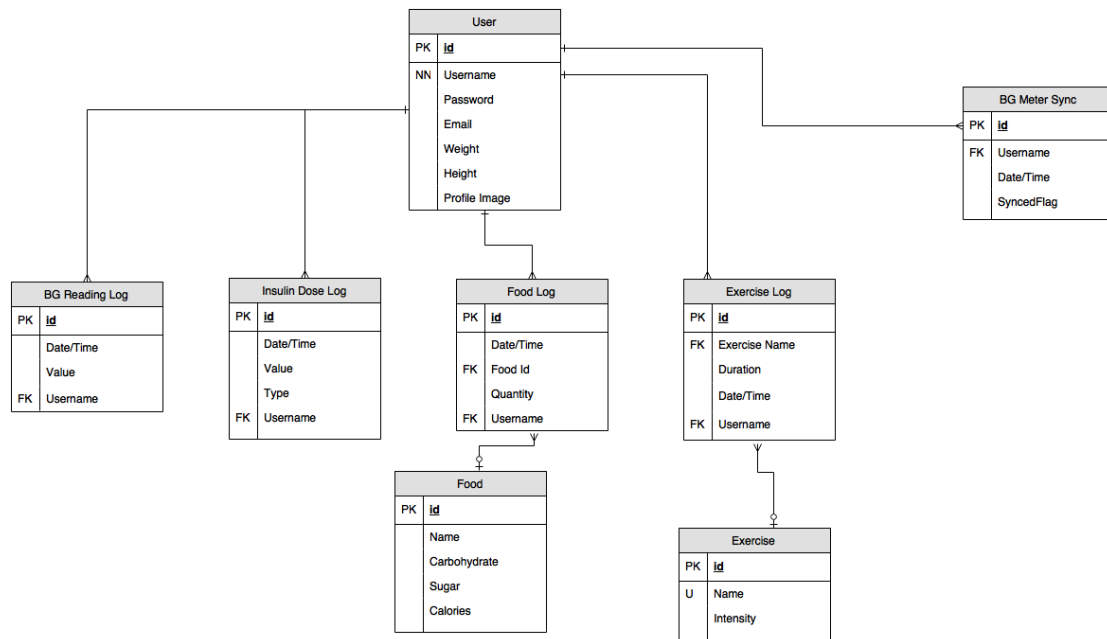 User
PK id
NN Username
Password
Email
Weight
Height
Profile Image
BG Meter Sync
PK id
FK Username
Date/Time
SyncedFlag
BG Reading Log
PK id
Date/Time
Value
FK Username
Insulin Dose Log
PK id
Date/Time
Value
Type
FK Username
Food Log
PK id
Date/Time
FK Food Id
Quantity
FK Username
Exercise Log
PK id
FK Exercise Name
Duration
Date/Time
FK Username
Food
PK id
Name
Carbohydrate
Sugar
Calories
Exercise
PK id
U Name
Intensity